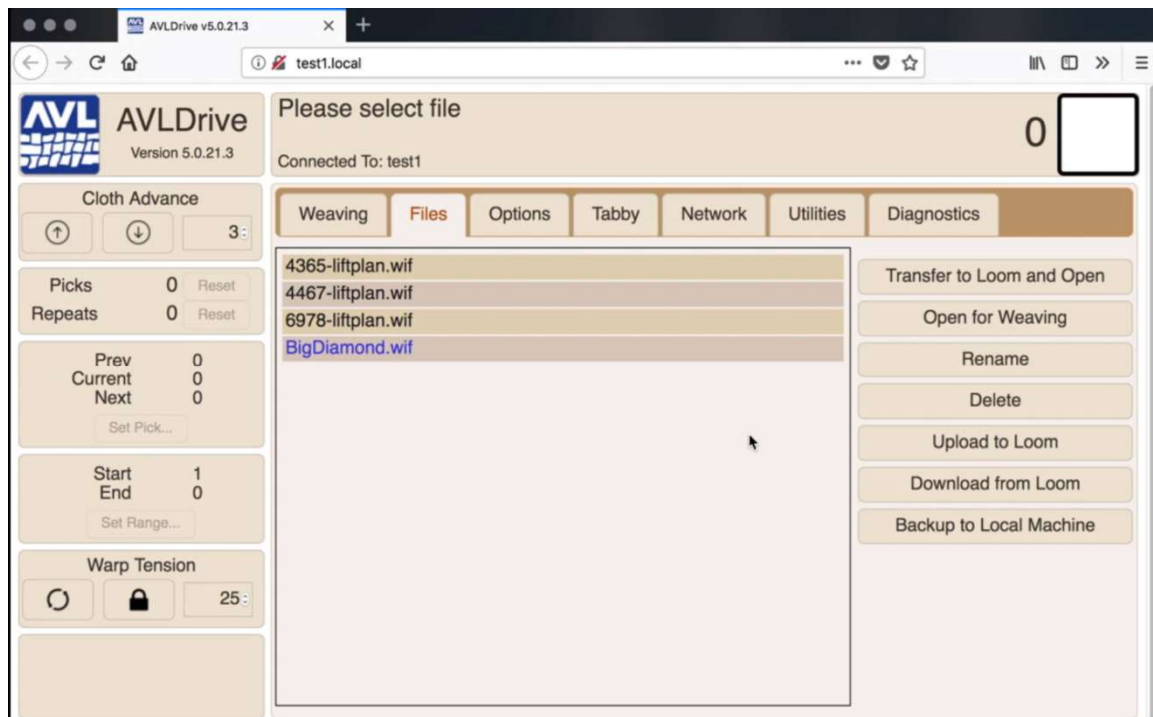 AVLDrive v5.0.21.3
test1.local
AVL
AVLDrive
Version 5.0.21.3
Please select file
Connected To: test1
0
Cloth Advance
3
Picks 0 Reset
Repeats 0 Reset
Prev 0
Current 0
Next 0
Set Pick...
Start 1
End 0
Set Range...
Warp Tension
25
Weaving Files Options Tabby Network Utilities Diagnostics
4365-liftplan.wif
4467-liftplan.wif
6978-liftplan.wif
BigDiamond.wif
Transfer to Loom and Open
Open for Weaving
Rename
Delete
Upload to Loom
Download from Loom
Backup to Local Machine